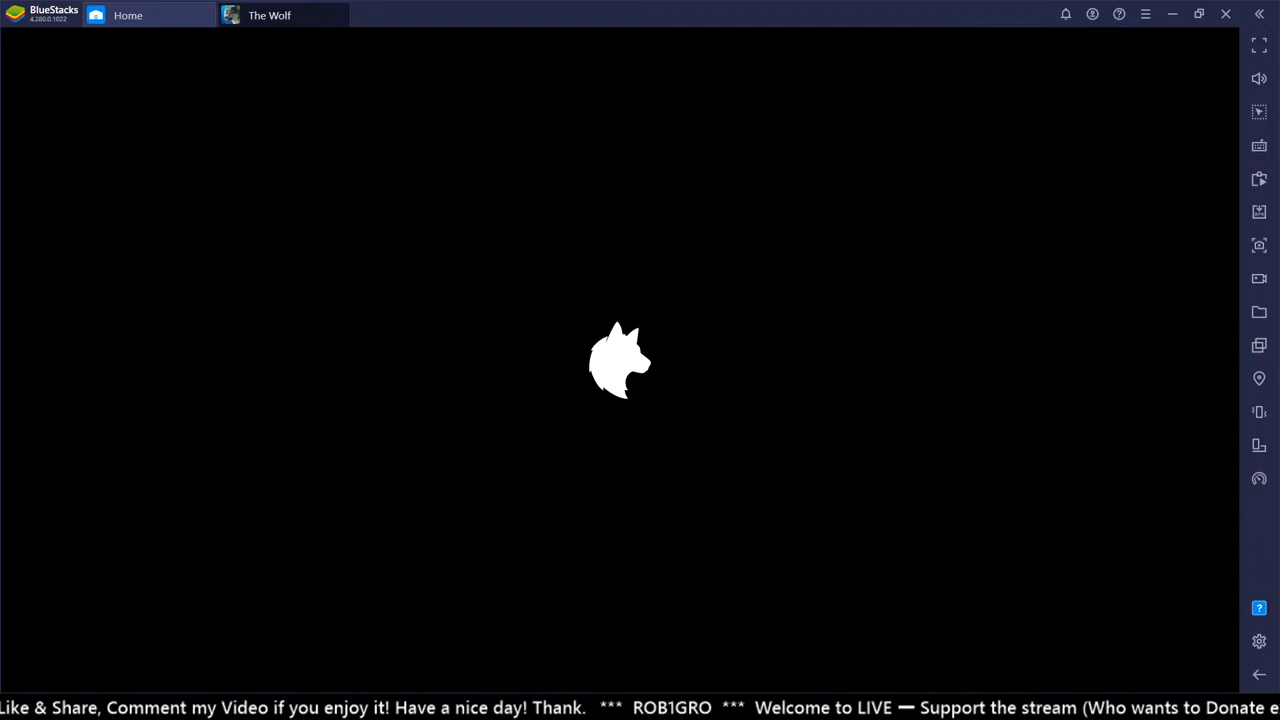 BlueStacks
4.280.0.1022
Home
The Wolf
Like & Share, Comment my Video if you enjoy it! Have a nice day! Thank. *** ROB1GRO *** Welcome to LIVE — Support the stream (Who wants to Donate e